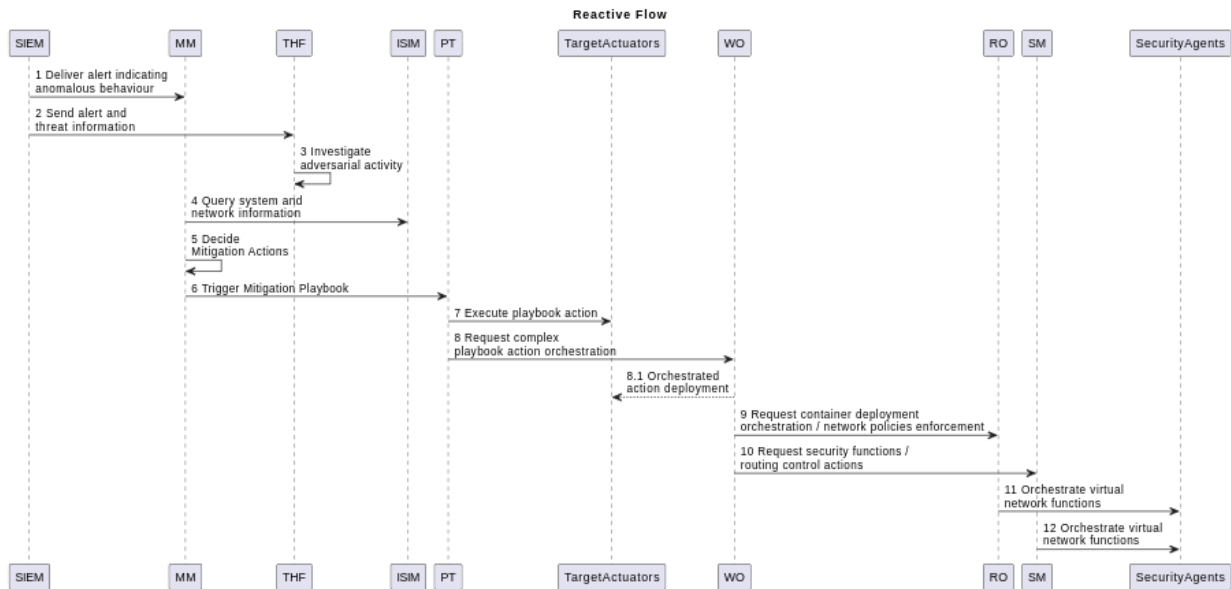 Reactive Flow
SIEM
MM
THF
ISIM
PT
TargetActuators
WO
RO
SM
SecurityAgents
1 Deliver alert indicating
anomalous behaviour
2 Send alert and
threat information
3 Investigate
adversarial activity
4 Query system and
network information
5 Decide
Mitigation Actions
6 Trigger Mitigation Playbook
7 Execute playbook action
8 Request complex
playbook action orchestration
8.1 Orchestrated
action deployment
9 Request container deployment
orchestration / network policies enforcement
10 Request security functions /
routing control actions
11 Orchestrate virtual
network functions
12 Orchestrate virtual
network functions
SIEM
MM
THF
ISIM
PT
TargetActuators
WO
RO
SM
SecurityAgents